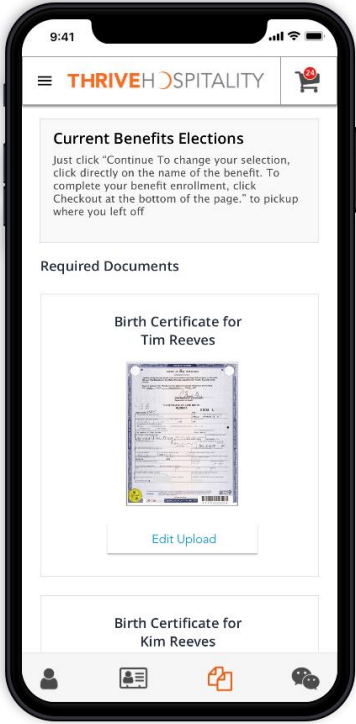 9:41
THRIVEHOSPITALITY
24
Current Benefits Elections
Just click "Continue To change your selection,
click directly on the name of the benefit. To
complete your benefit enrollment, click
Checkout at the bottom of the page." to pickup
where you left off
Required Documents
Birth Certificate for
Tim Reeves
Edit Upload
Birth Certificate for
Kim Reeves